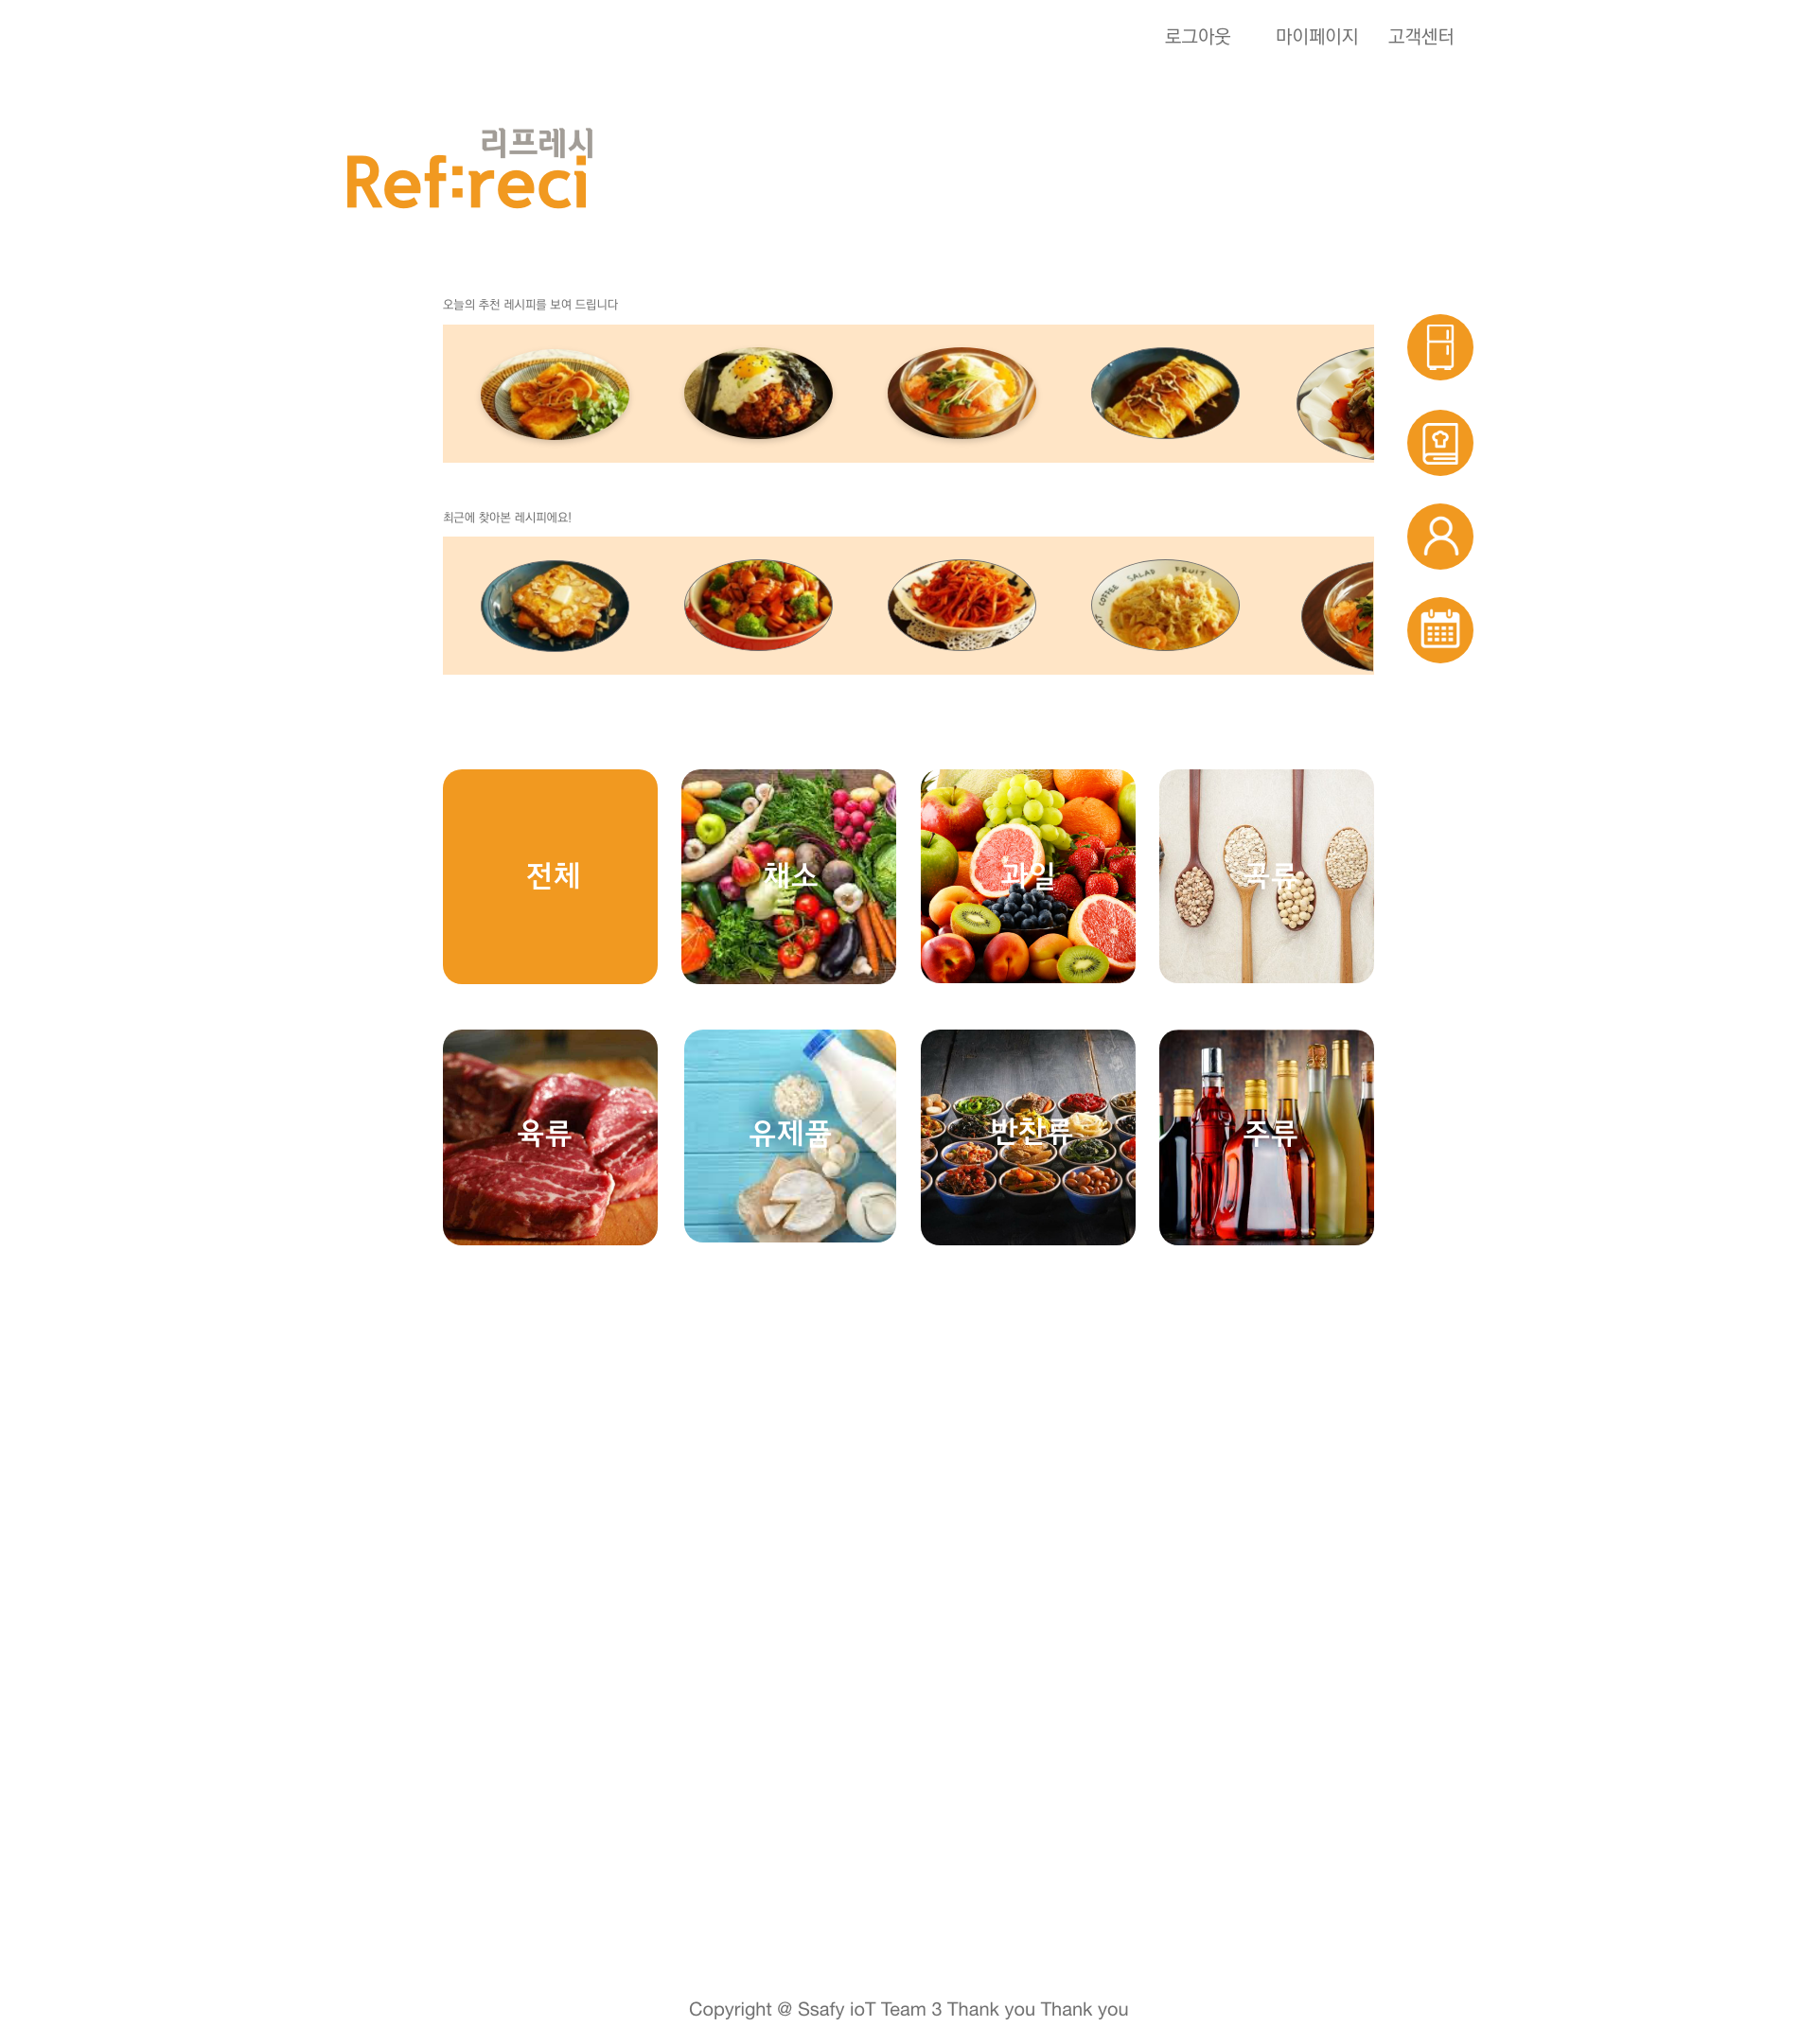 로그아웃 마이페이지 고객센터
리프레시
Ref:reci
오늘의 추천 레시피를 보여 드립니다
최근에 찾아본 레시피에요!
COFFEE SALAD FRUIT
전체 채소 과일 곡류
육류 유제품 반찬류 주류
Copyright @ Ssafy ioT Team 3 Thank you Thank you